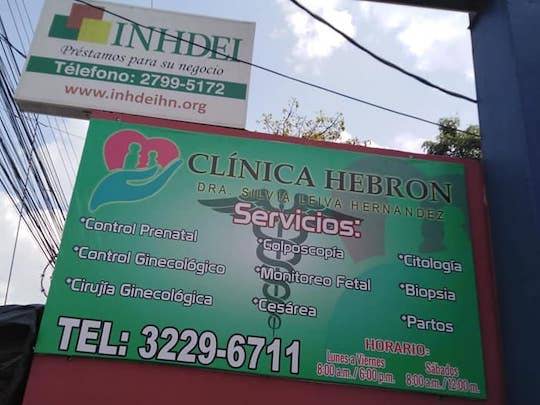 INHDEI
Préstamos para su negocio
Télefono: 2799-5172
www.inhdeihn.org
CLÍNICA HEBRON
DRA. SILVIA LEIVA HERNANDEZ
Servicios:
*Control Prenatal
*Control Ginecológico
*Cirujía Ginecológica
*Colposcopía
*Monitoreo Fetal
*Cesárea
*Citología
*Biopsia
*Partos
TEL: 3229-6711
HORARIO:
Lunes a Viernes
8:00 a.m. / 6:00 p.m.
Sábados
8:00 a.m. / 12:00 m.